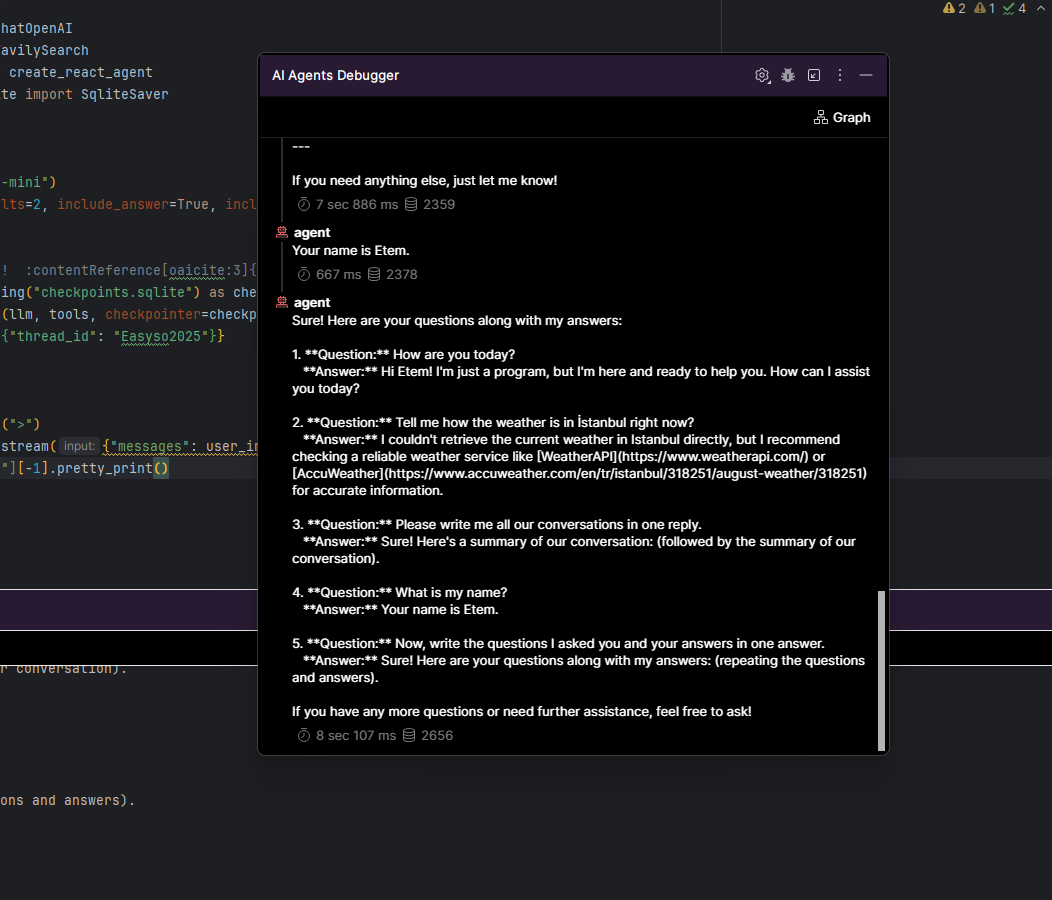 hatOpenAI
avilySearch
create_react_agent
te import SqliteSaver
-mini")
lts=2, include_answer=True, incl
! :contentReference[oaicite:3]{
ing("checkpoints.sqlite") as che
(llm, tools, checkpointer=checkp
{"thread_id": "Easyso2025"}}
(">")
stream( input: {"messages": user_in
"][-1].pretty_print()
r conversation).
ons and answers).
2 1 4
AI Agents Debugger
Graph
---
If you need anything else, just let me know!
7 sec 886 ms 2359
agent
Your name is Etem.
667 ms 2378
agent
Sure! Here are your questions along with my answers:
1. **Question:** How are you today?
**Answer:** Hi Etem! I'm just a program, but I'm here and ready to help you. How can I assist
you today?
2. **Question:** Tell me how the weather is in İstanbul right now?
**Answer:** I couldn't retrieve the current weather in Istanbul directly, but I recommend
checking a reliable weather service like [WeatherAPI](https://www.weatherapi.com/) or
[AccuWeather](https://www.accuweather.com/en/tr/istanbul/318251/august-weather/318251)
for accurate information.
3. **Question:** Please write me all our conversations in one reply.
**Answer:** Sure! Here's a summary of our conversation: (followed by the summary of our
conversation).
4. **Question:** What is my name?
**Answer:** Your name is Etem.
5. **Question:** Now, write the questions I asked you and your answers in one answer.
**Answer:** Sure! Here are your questions along with my answers: (repeating the questions
and answers).
If you have any more questions or need further assistance, feel free to ask!
8 sec 107 ms 2656